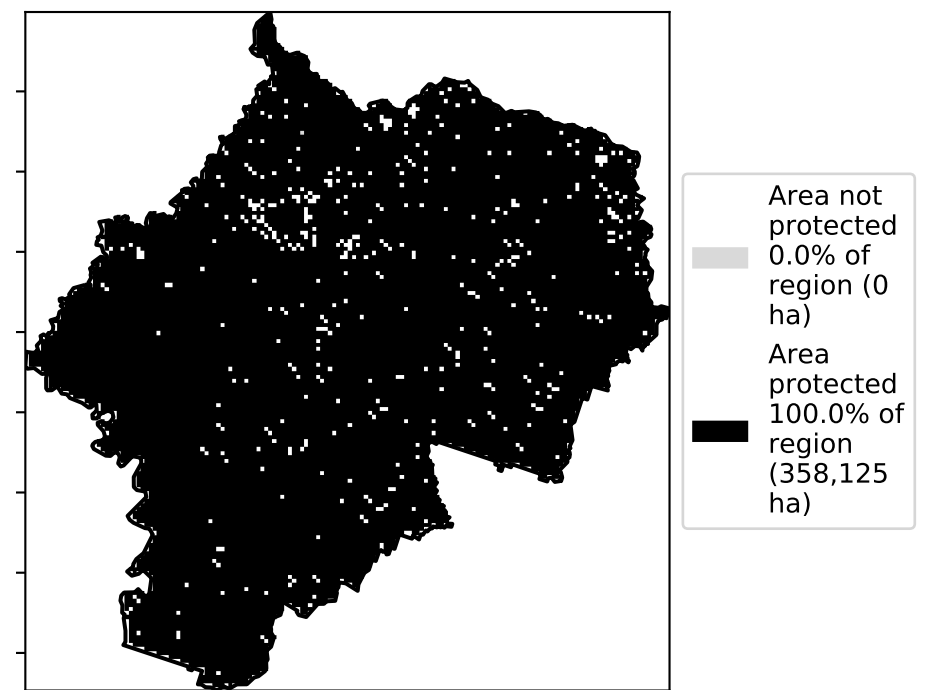 Area not
protected
0.0% of
region (0
ha)
Area
protected
100.0% of
region
(358,125
ha)